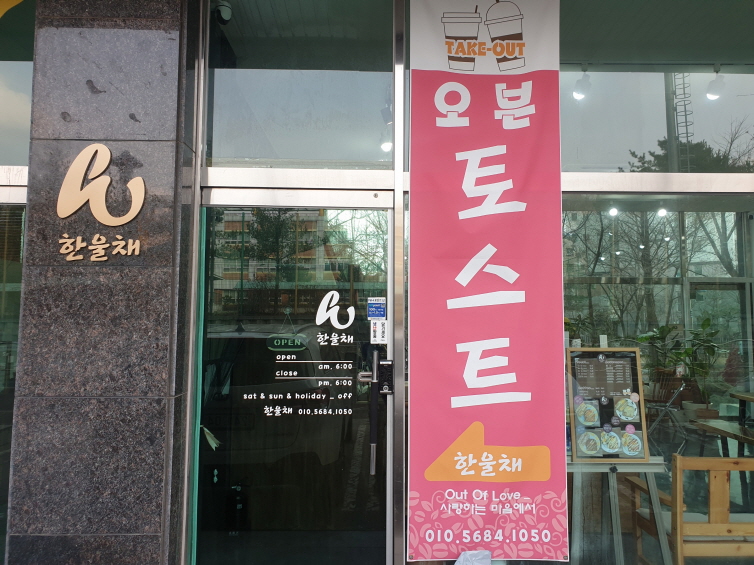 한울채
한울채
OPEN
open
am. 6:00
close
pm. 6:00
sat & sun & holiday _ off
한울채 010.5684.1050
TAKE-OUT
오븐
토
스
트
한울채
Out Of Love _
사랑하는 마음에서
010.5684.1050